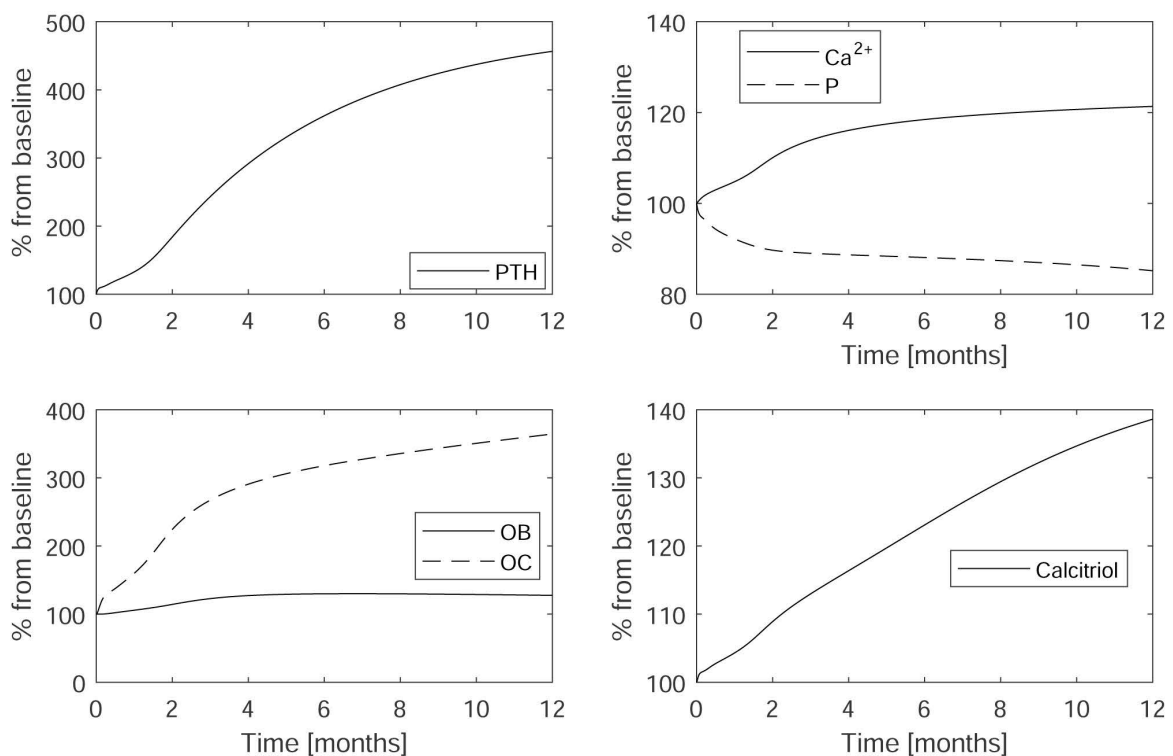 500
400
300
200
100
% from baseline
PTH
0 2 4 6 8 10 12
140
120
100
80
% from baseline
Ca²⁺
P
0 2 4 6 8 10 12
Time [months]
400
300
200
100
0
% from baseline
OB
OC
0 2 4 6 8 10 12
Time [months]
140
130
120
110
100
% from baseline
Calcitriol
0 2 4 6 8 10 12
Time [months]